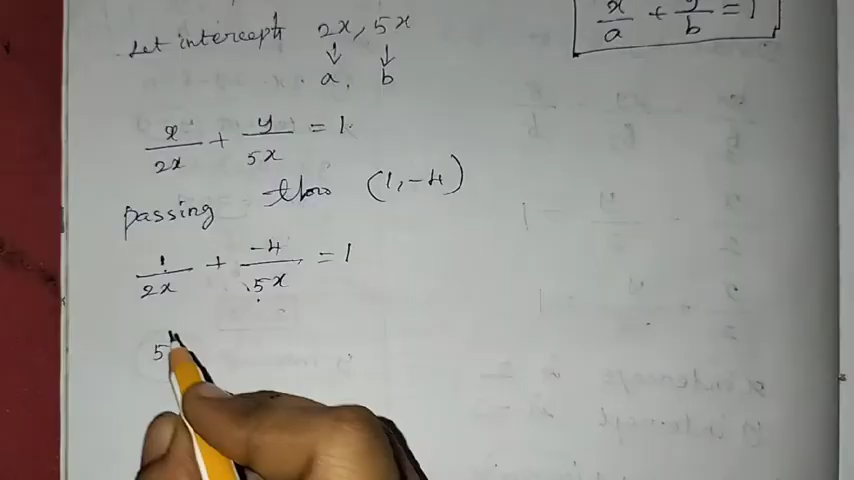 Let intercept 2x, 5x
x/a + y/b = 1
↓ ↓
a, b
x/2x + y/5x = 1
passing thro (1, -4)
1/2x + -4/5x = 1
5